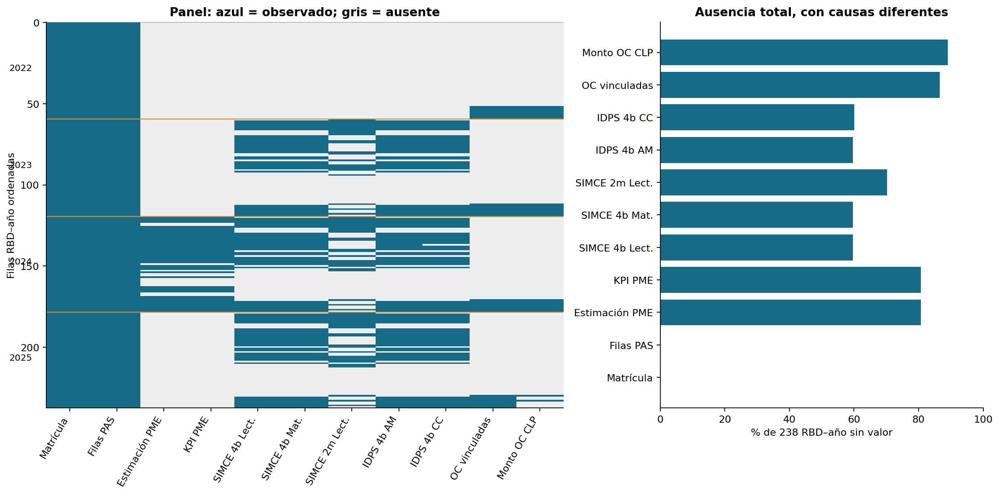 Panel: azul = observado; gris = ausente
Filas RBD–año ordenadas
0
50
100
150
200
2022
2023
2024
2025
Matrícula
Filas PAS
Estimación PME
KPI PME
SIMCE 4b Lect.
SIMCE 4b Mat.
SIMCE 2m Lect.
IDPS 4b AM
IDPS 4b CC
OC vinculadas
Monto OC CLP
Ausencia total, con causas diferentes
Monto OC CLP
OC vinculadas
IDPS 4b CC
IDPS 4b AM
SIMCE 2m Lect.
SIMCE 4b Mat.
SIMCE 4b Lect.
KPI PME
Estimación PME
Filas PAS
Matrícula
0
20
40
60
80
100
% de 238 RBD–año sin valor